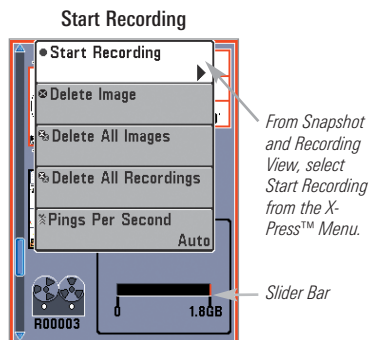 Start Recording
Start Recording
Delete Image
Delete All Images
Delete All Recordings
Pings Per Second
Auto
R00003
0
1.8GB
From Snapshot
and Recording
View, select
Start Recording
from the X-
Press™ Menu.
Slider Bar